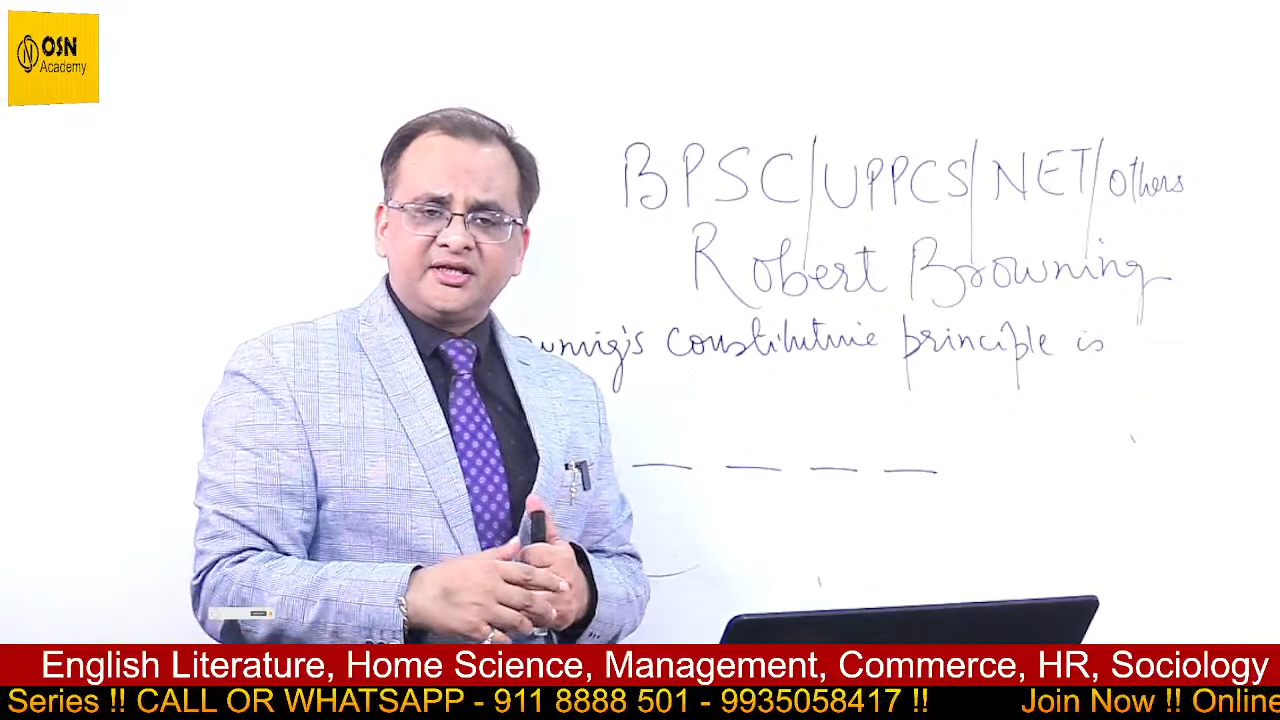 OSN
Academy
BPSC/UPPCS/NET/others
Robert Browning
constitutive principle is
English Literature, Home Science, Management, Commerce, HR, Sociology
Series !! CALL OR WHATSAPP - 911 8888 501 - 9935058417 !! Join Now !! Online